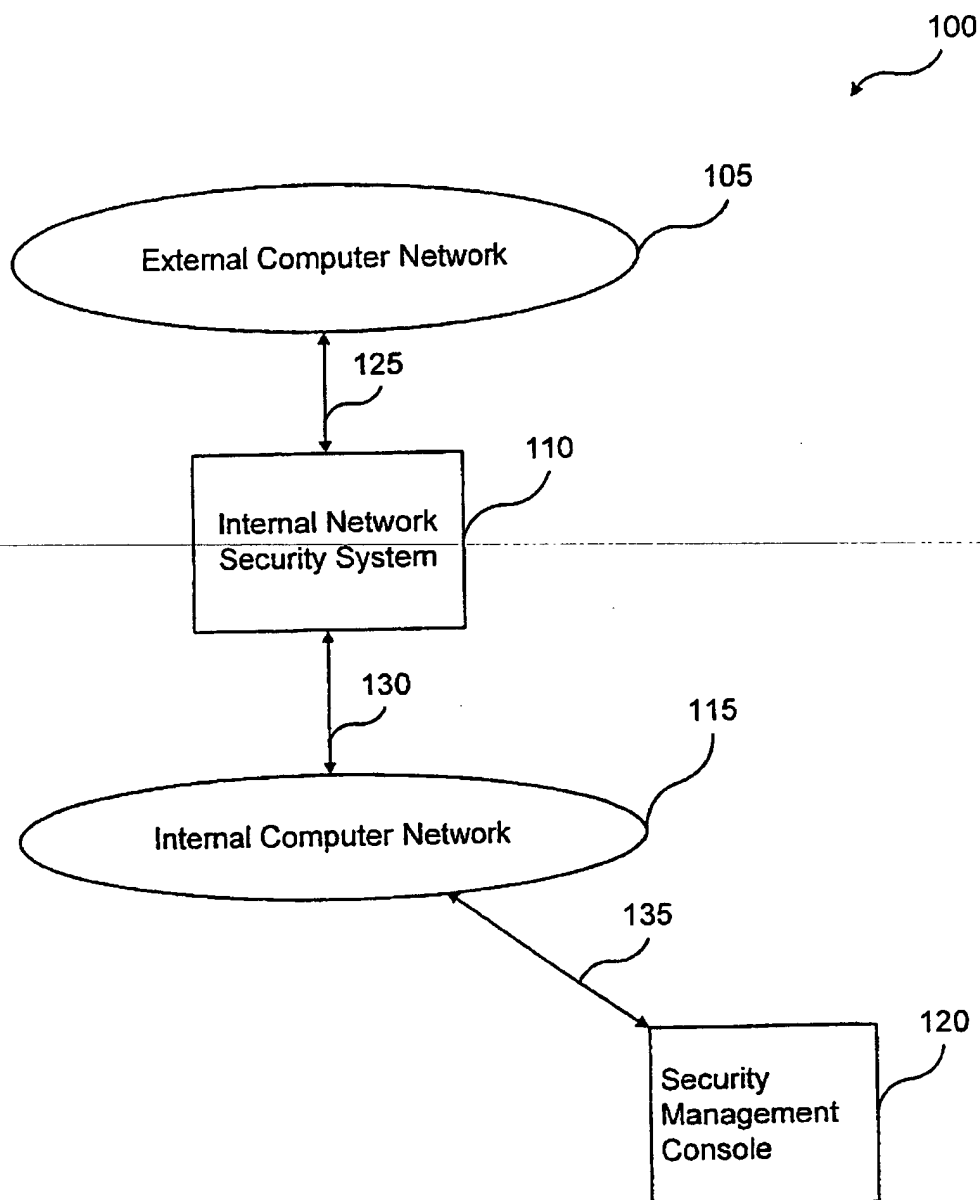 100
105
External Computer Network
125
110
Internal Network
Security System
130
115
Internal Computer Network
135
120
Security
Management
Console